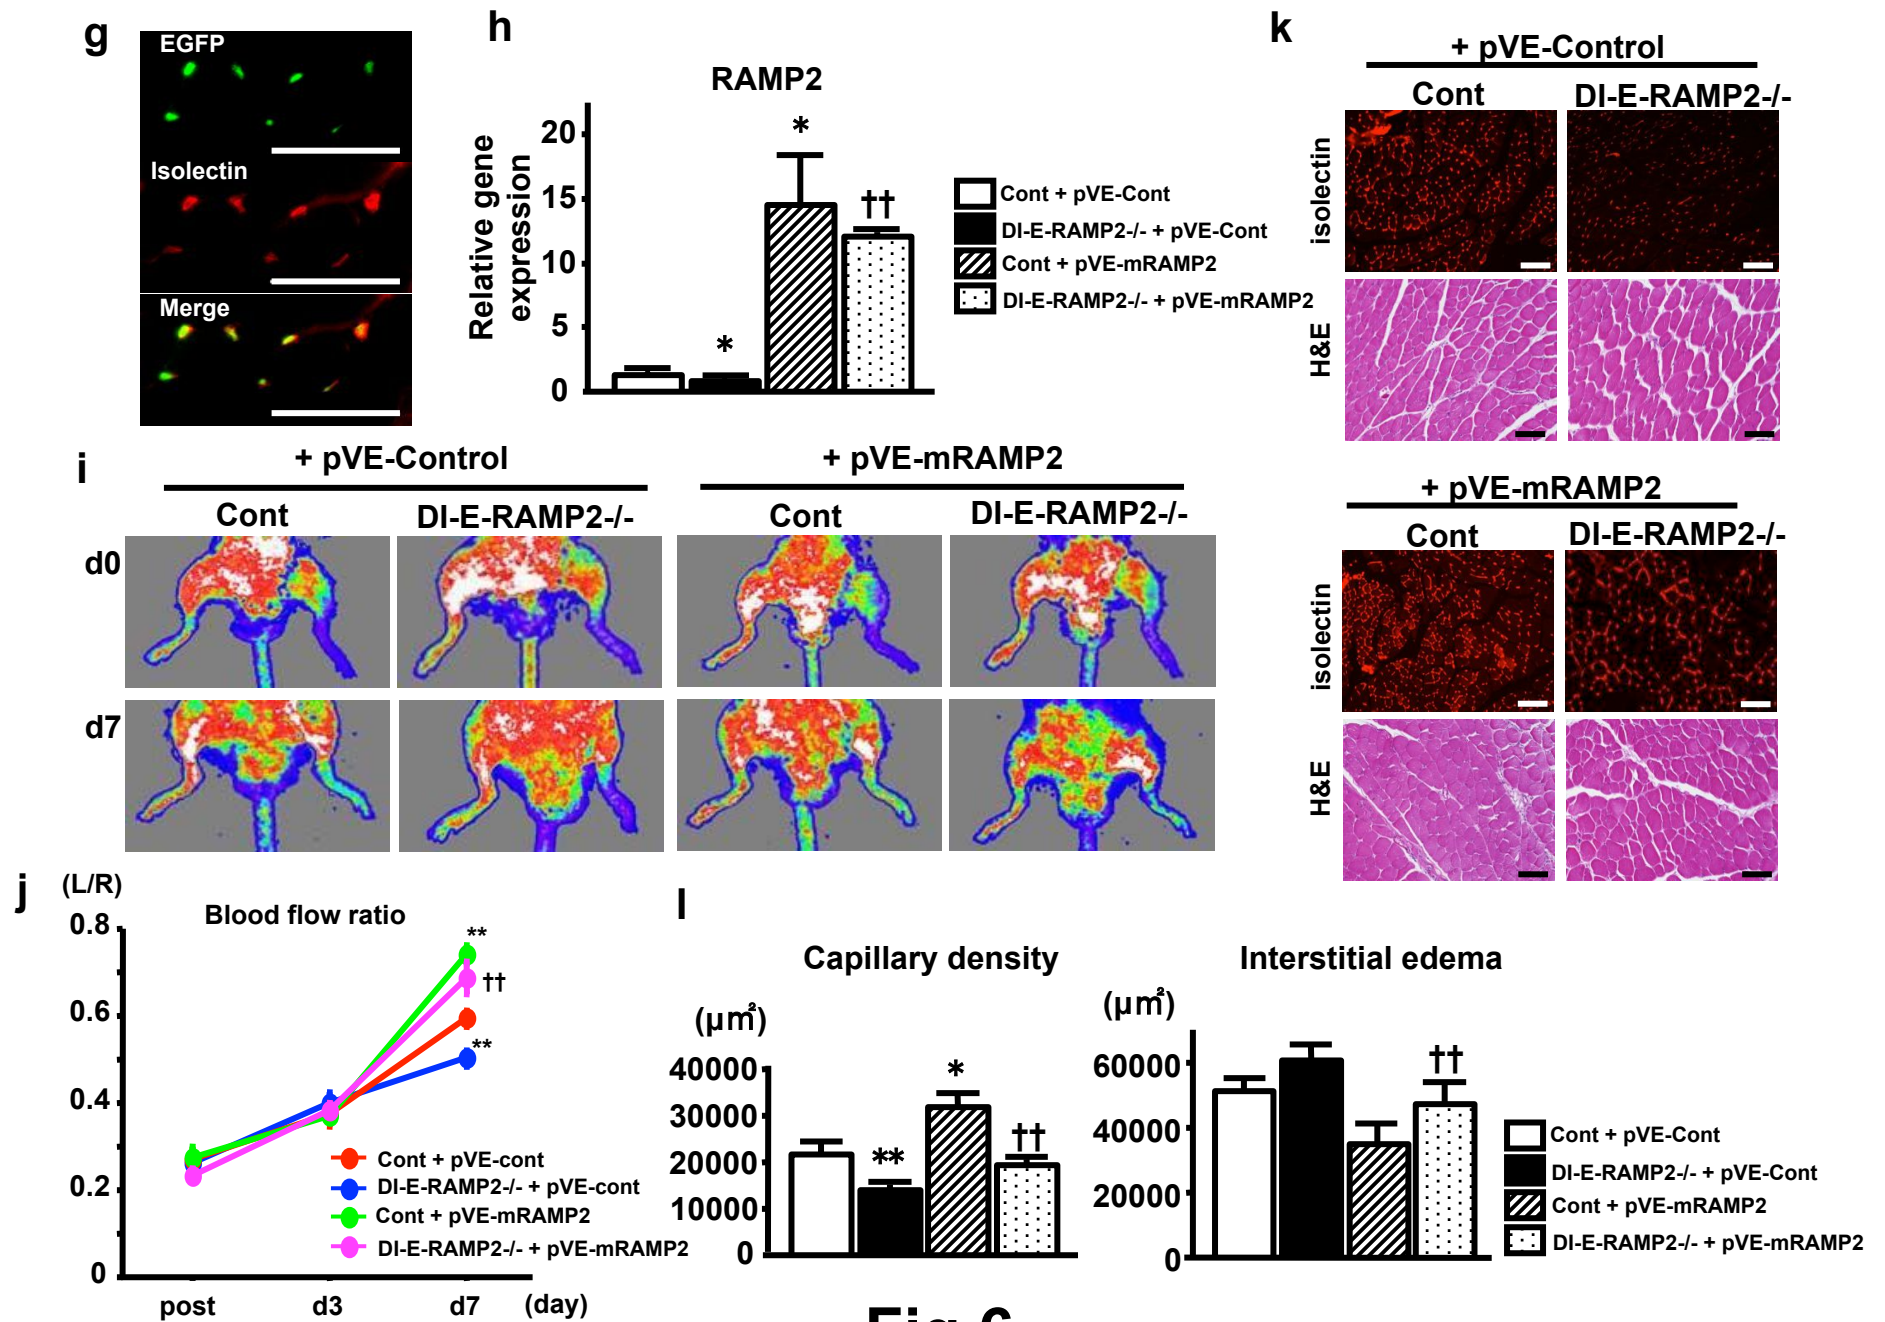 g
EGFP
Isolectin
Merge
h
RAMP2
Relative gene
expression
20
15
10
5
0
*
*
††
Cont + pVE-Cont
DI-E-RAMP2-/- + pVE-Cont
Cont + pVE-mRAMP2
DI-E-RAMP2-/- + pVE-mRAMP2
i
+ pVE-Control
+ pVE-mRAMP2
Cont
DI-E-RAMP2-/-
Cont
DI-E-RAMP2-/-
d0
d7
j
(L/R)
Blood flow ratio
0.8
0.6
0.4
0.2
0
**
††
**
Cont + pVE-cont
DI-E-RAMP2-/- + pVE-cont
Cont + pVE-mRAMP2
DI-E-RAMP2-/- + pVE-mRAMP2
post
d3
d7
(day)
k
+ pVE-Control
Cont
DI-E-RAMP2-/-
isolectin
H&E
+ pVE-mRAMP2
Cont
DI-E-RAMP2-/-
isolectin
H&E
l
Capillary density
(μm²)
40000
30000
20000
10000
0
**
*
††
Interstitial edema
(μm²)
60000
40000
20000
0
††
Cont + pVE-Cont
DI-E-RAMP2-/- + pVE-Cont
Cont + pVE-mRAMP2
DI-E-RAMP2-/- + pVE-mRAMP2
Fig 6